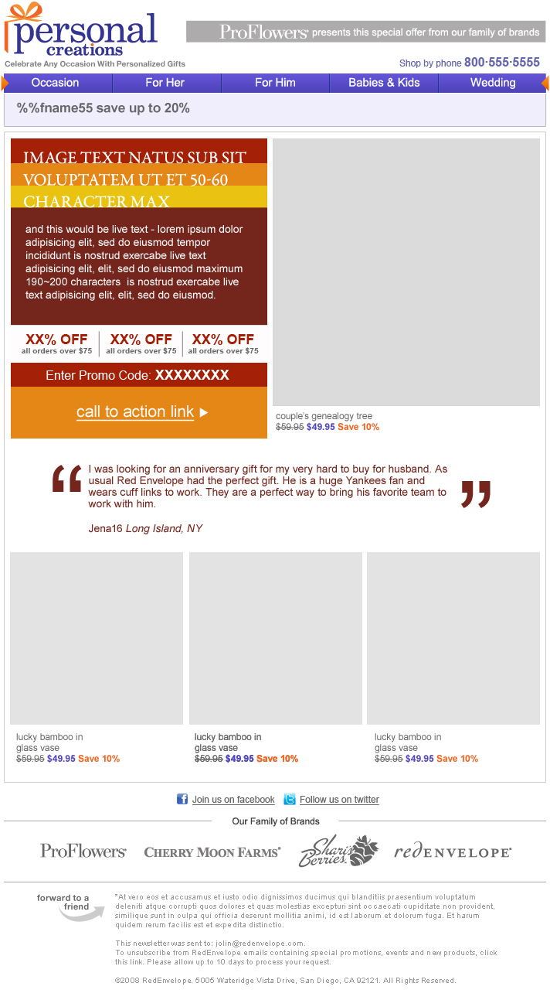 personal
creations
Celebrate Any Occasion With Personalized Gifts
ProFlowers® presents this special offer from our family of brands
Shop by phone 800-555-5555
Occasion For Her For Him Babies & Kids Wedding
%%fname55 save up to 20%
IMAGE TEXT NATUS SUB SIT
VOLUPTATEM UT ET 50-60
CHARACTER MAX
and this would be live text - lorem ipsum dolor
adipisicing elit, sed do eiusmod tempor
incididunt is nostrud exercabe live text
adipisicing elit, elit, sed do eiusmod maximum
190~200 characters is nostrud exercabe live
text adipisicing elit, elit, sed do eiusmod.
XX% OFF XX% OFF XX% OFF
all orders over $75 all orders over $75 all orders over $75
Enter Promo Code: XXXXXXXX
call to action link
couple's genealogy tree
$59.95 $49.95 Save 10%
“ I was looking for an anniversary gift for my very hard to buy for husband. As
usual Red Envelope had the perfect gift. He is a huge Yankees fan and
wears cuff links to work. They are a perfect way to bring his favorite team to
work with him. ”
Jena16 Long Island, NY
lucky bamboo in
glass vase
$59.95 $49.95 Save 10%
lucky bamboo in
glass vase
$59.95 $49.95 Save 10%
lucky bamboo in
glass vase
$59.95 $49.95 Save 10%
Join us on facebook Follow us on twitter
Our Family of Brands
ProFlowers® CHERRY MOON FARMS® Shari's Berries. redENVELOPE®
forward to a
friend
*At vero eos et accusamus et iusto odio dignissimos ducimus qui blanditiis praesentium voluptatum
deleniti atque corrupti quos dolores et quas molestias excepturi sint occaecati cupiditate non provident,
similique sunt in culpa qui officia deserunt mollitia animi, id est laborum et dolorum fuga. Et harum
quidem rerum facilis est et expedita distinctio.
This newsletter was sent to: jolin@redenvelope.com.
To unsubscribe from RedEnvelope emails containing special promotions, events and new products, click
this link. Please allow up to 10 days to process your request.
©2008 RedEnvelope. 5005 Wateridge Vista Drive, San Diego, CA 92121. All Rights Reserved.